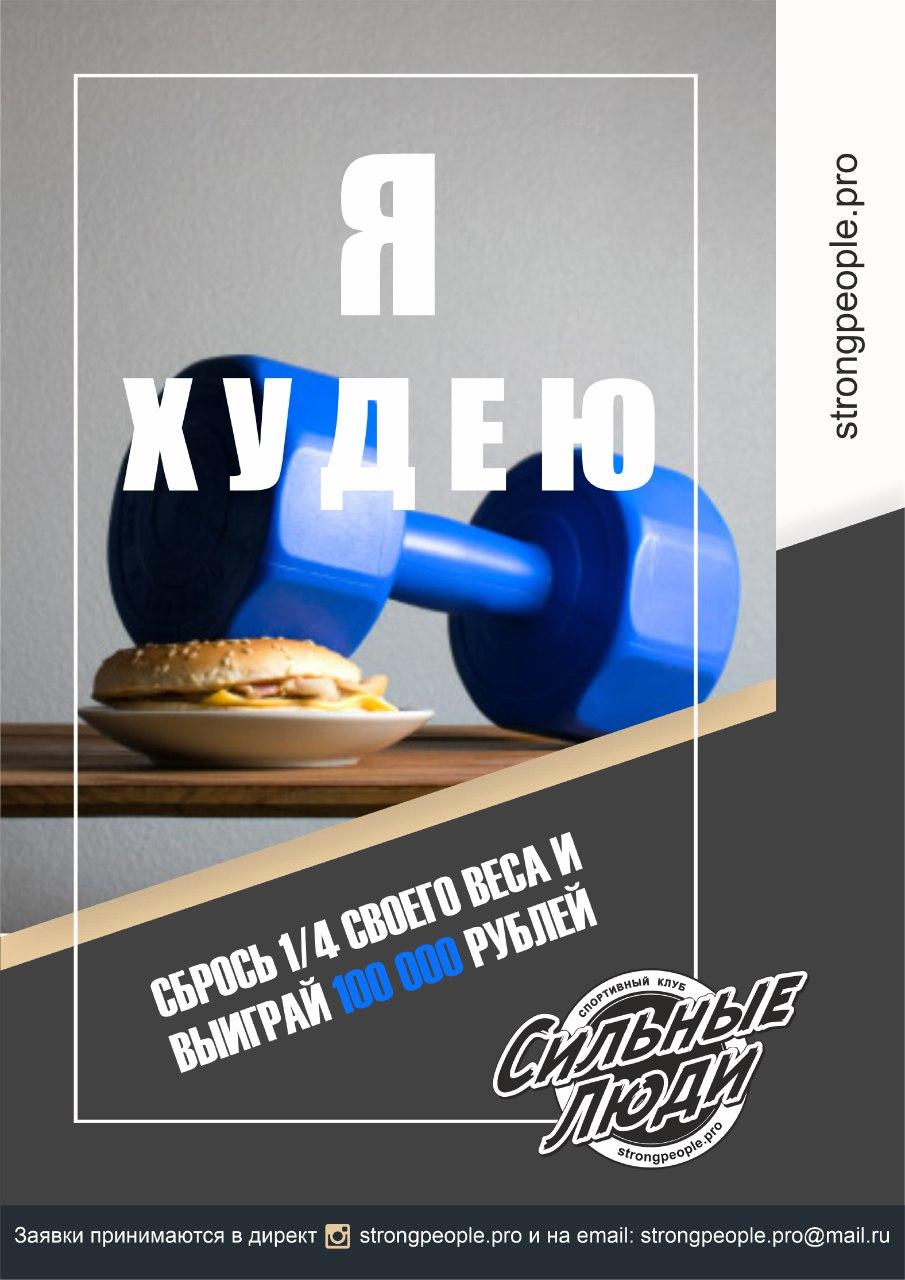 Я
ХУДЕЮ
strongpeople.pro
СБРОСЬ 1/4 СВОЕГО ВЕСА И
ВЫИГРАЙ 100 000 РУБЛЕЙ
СПОРТИВНЫЙ КЛУБ
СИЛЬНЫЕ
ЛЮДИ
strongpeople.pro
Заявки принимаются в директ strongpeople.pro и на email: strongpeople.pro@mail.ru